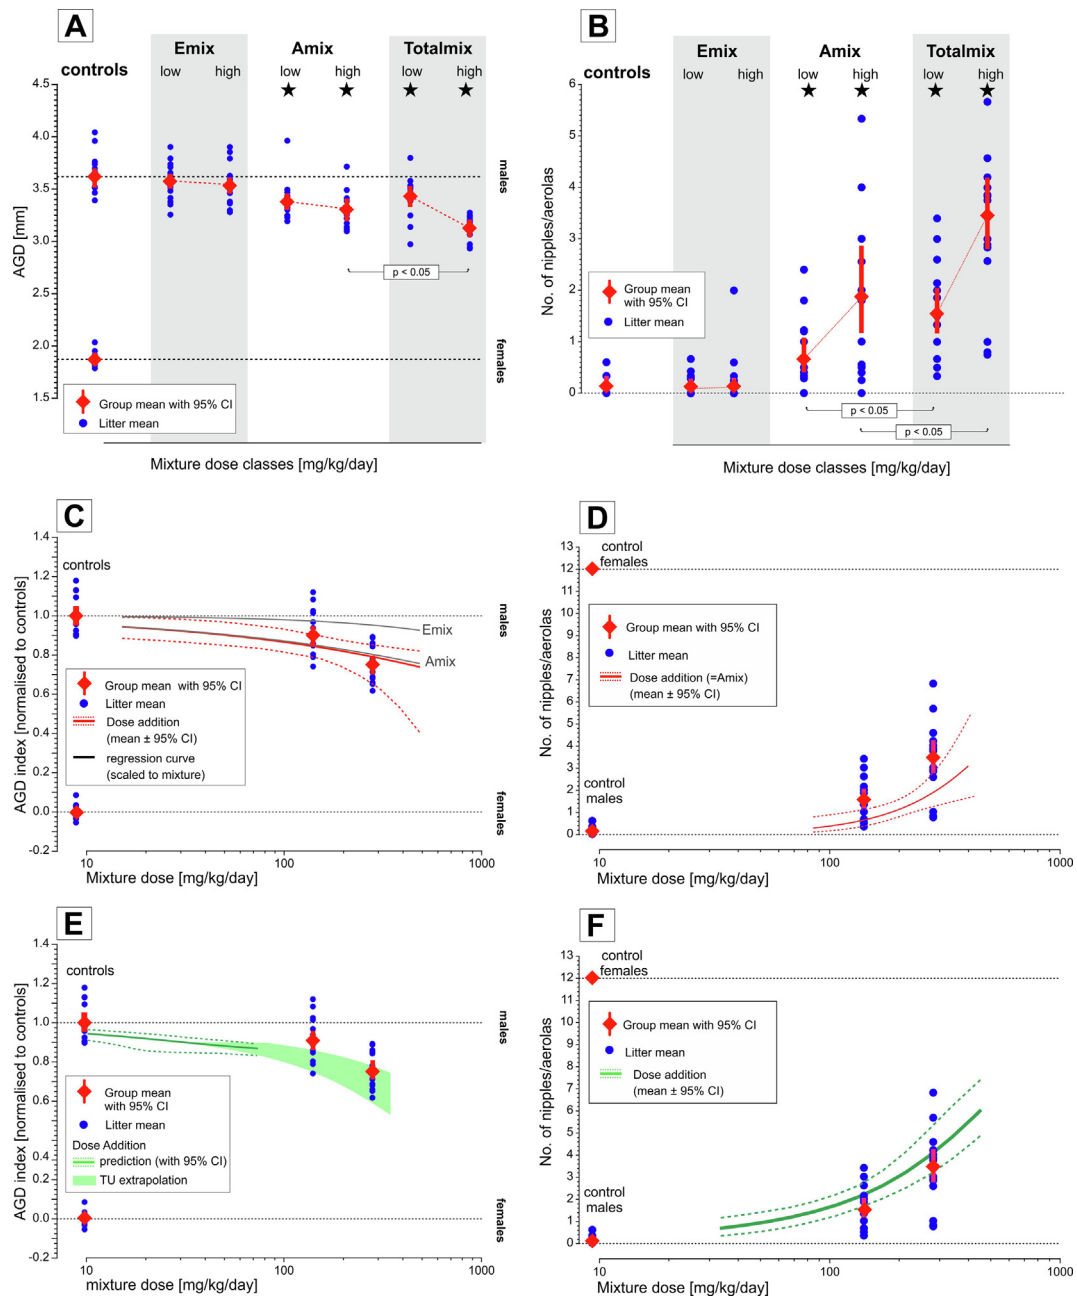 A
Emix Amix Totalmix
controls low high low high low high
★ ★ ★ ★
4.5
4.0
3.5
3.0
2.5
2.0
1.5
AGD [mm]
males
females
p < 0.05
Group mean with 95% CI
Litter mean
Mixture dose classes [mg/kg/day]
B
Emix Amix Totalmix
controls low high low high low high
★ ★ ★ ★
6
5
4
3
2
1
0
No. of nipples/aerolas
Group mean
with 95% CI
Litter mean
p < 0.05
p < 0.05
Mixture dose classes [mg/kg/day]
C
1.4
1.2
1.0
0.8
0.6
0.4
0.2
0.0
-0.2
AGD index [normalised to controls]
controls
males
females
Emix
Amix
Group mean with 95% CI
Litter mean
Dose addition
(mean ± 95% CI)
regression curve
(scaled to mixture)
10 100 1000
Mixture dose [mg/kg/day]
D
13
12
11
10
9
8
7
6
5
4
3
2
1
0
No. of nipples/aerolas
control
females
Group mean with 95% CI
Litter mean
Dose addition (=Amix)
(mean ± 95% CI)
control
males
10 100 1000
Mixture dose [mg/kg/day]
E
1.4
1.2
1.0
0.8
0.6
0.4
0.2
0.0
-0.2
AGD index [normalised to controls]
controls
males
females
Group mean
with 95% CI
Litter mean
Dose Addition
prediction (with 95% CI)
TU extrapolation
10 100 1000
mixture dose [mg/kg/day]
F
13
12
11
10
9
8
7
6
5
4
3
2
1
0
No. of nipples/aerolas
control
females
Group mean with 95% CI
Litter mean
Dose addition
(mean ± 95% CI)
control
males
10 100 1000
Mixture dose [mg/kg/day]